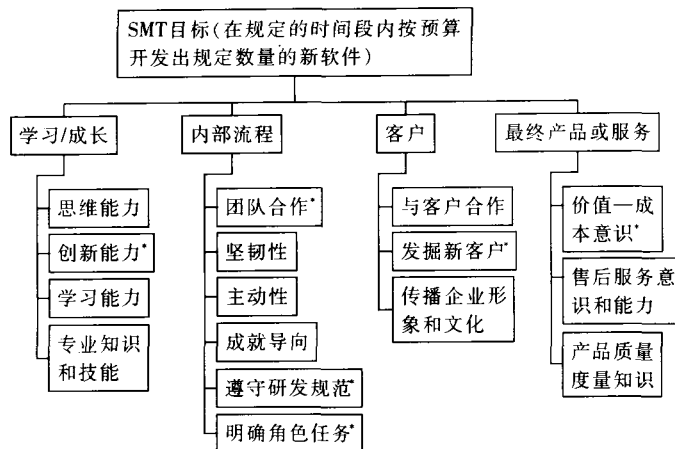 SMT目标(在规定的时间段内按预算
开发出规定数量的新软件)
学习/成长
内部流程
客户
最终产品或服务
思维能力
创新能力*
学习能力
专业知识
和技能
团队合作*
坚韧性
主动性
成就导向
遵守研发规范*
明确角色任务*
与客户合作
发掘新客户*
传播企业形
象和文化
价值—成
本意识*
售后服务意
识和能力
产品质量
度量知识